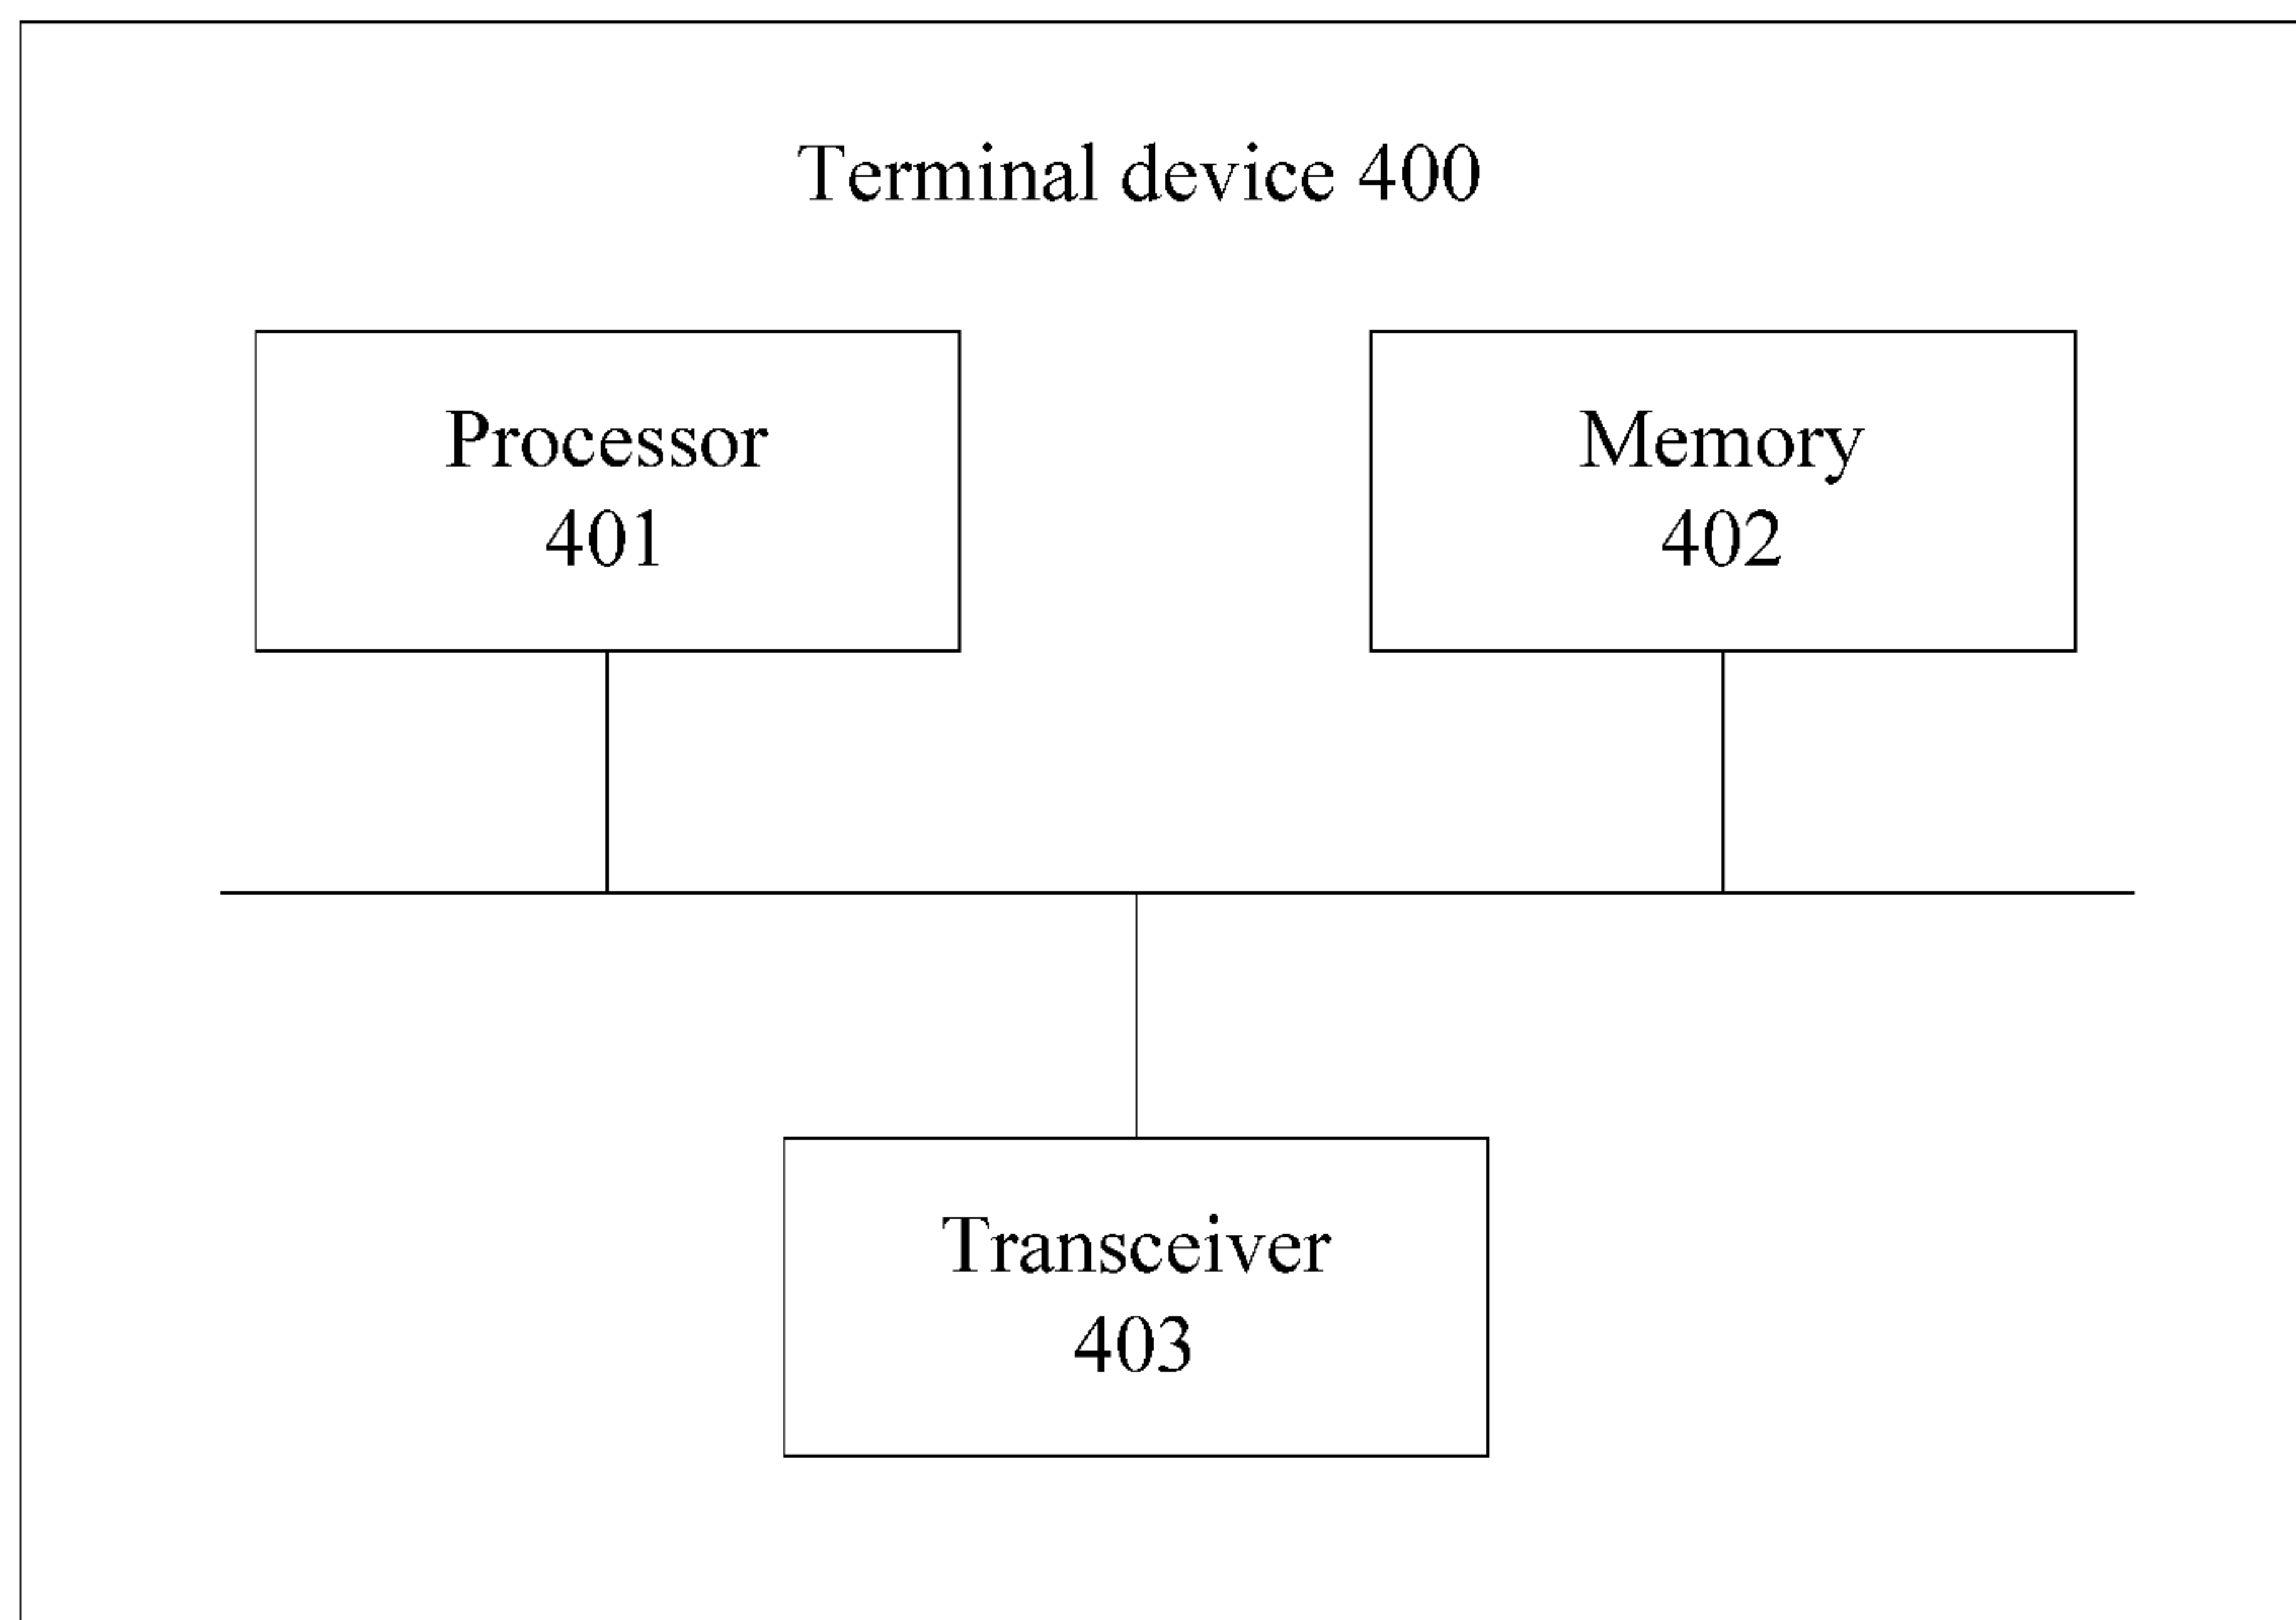 Terminal device 400
Processor
401
Memory
402
Transceiver
403